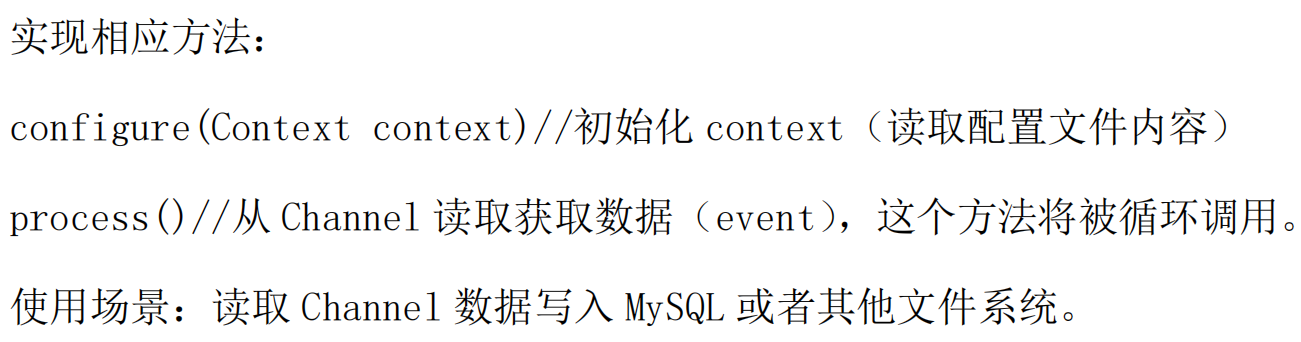 实现相应方法：
configure(Context context)//初始化 context（读取配置文件内容）
process()//从 Channel 读取获取数据（event），这个方法将被循环调用。
使用场景：读取 Channel 数据写入 MySQL 或者其他文件系统。